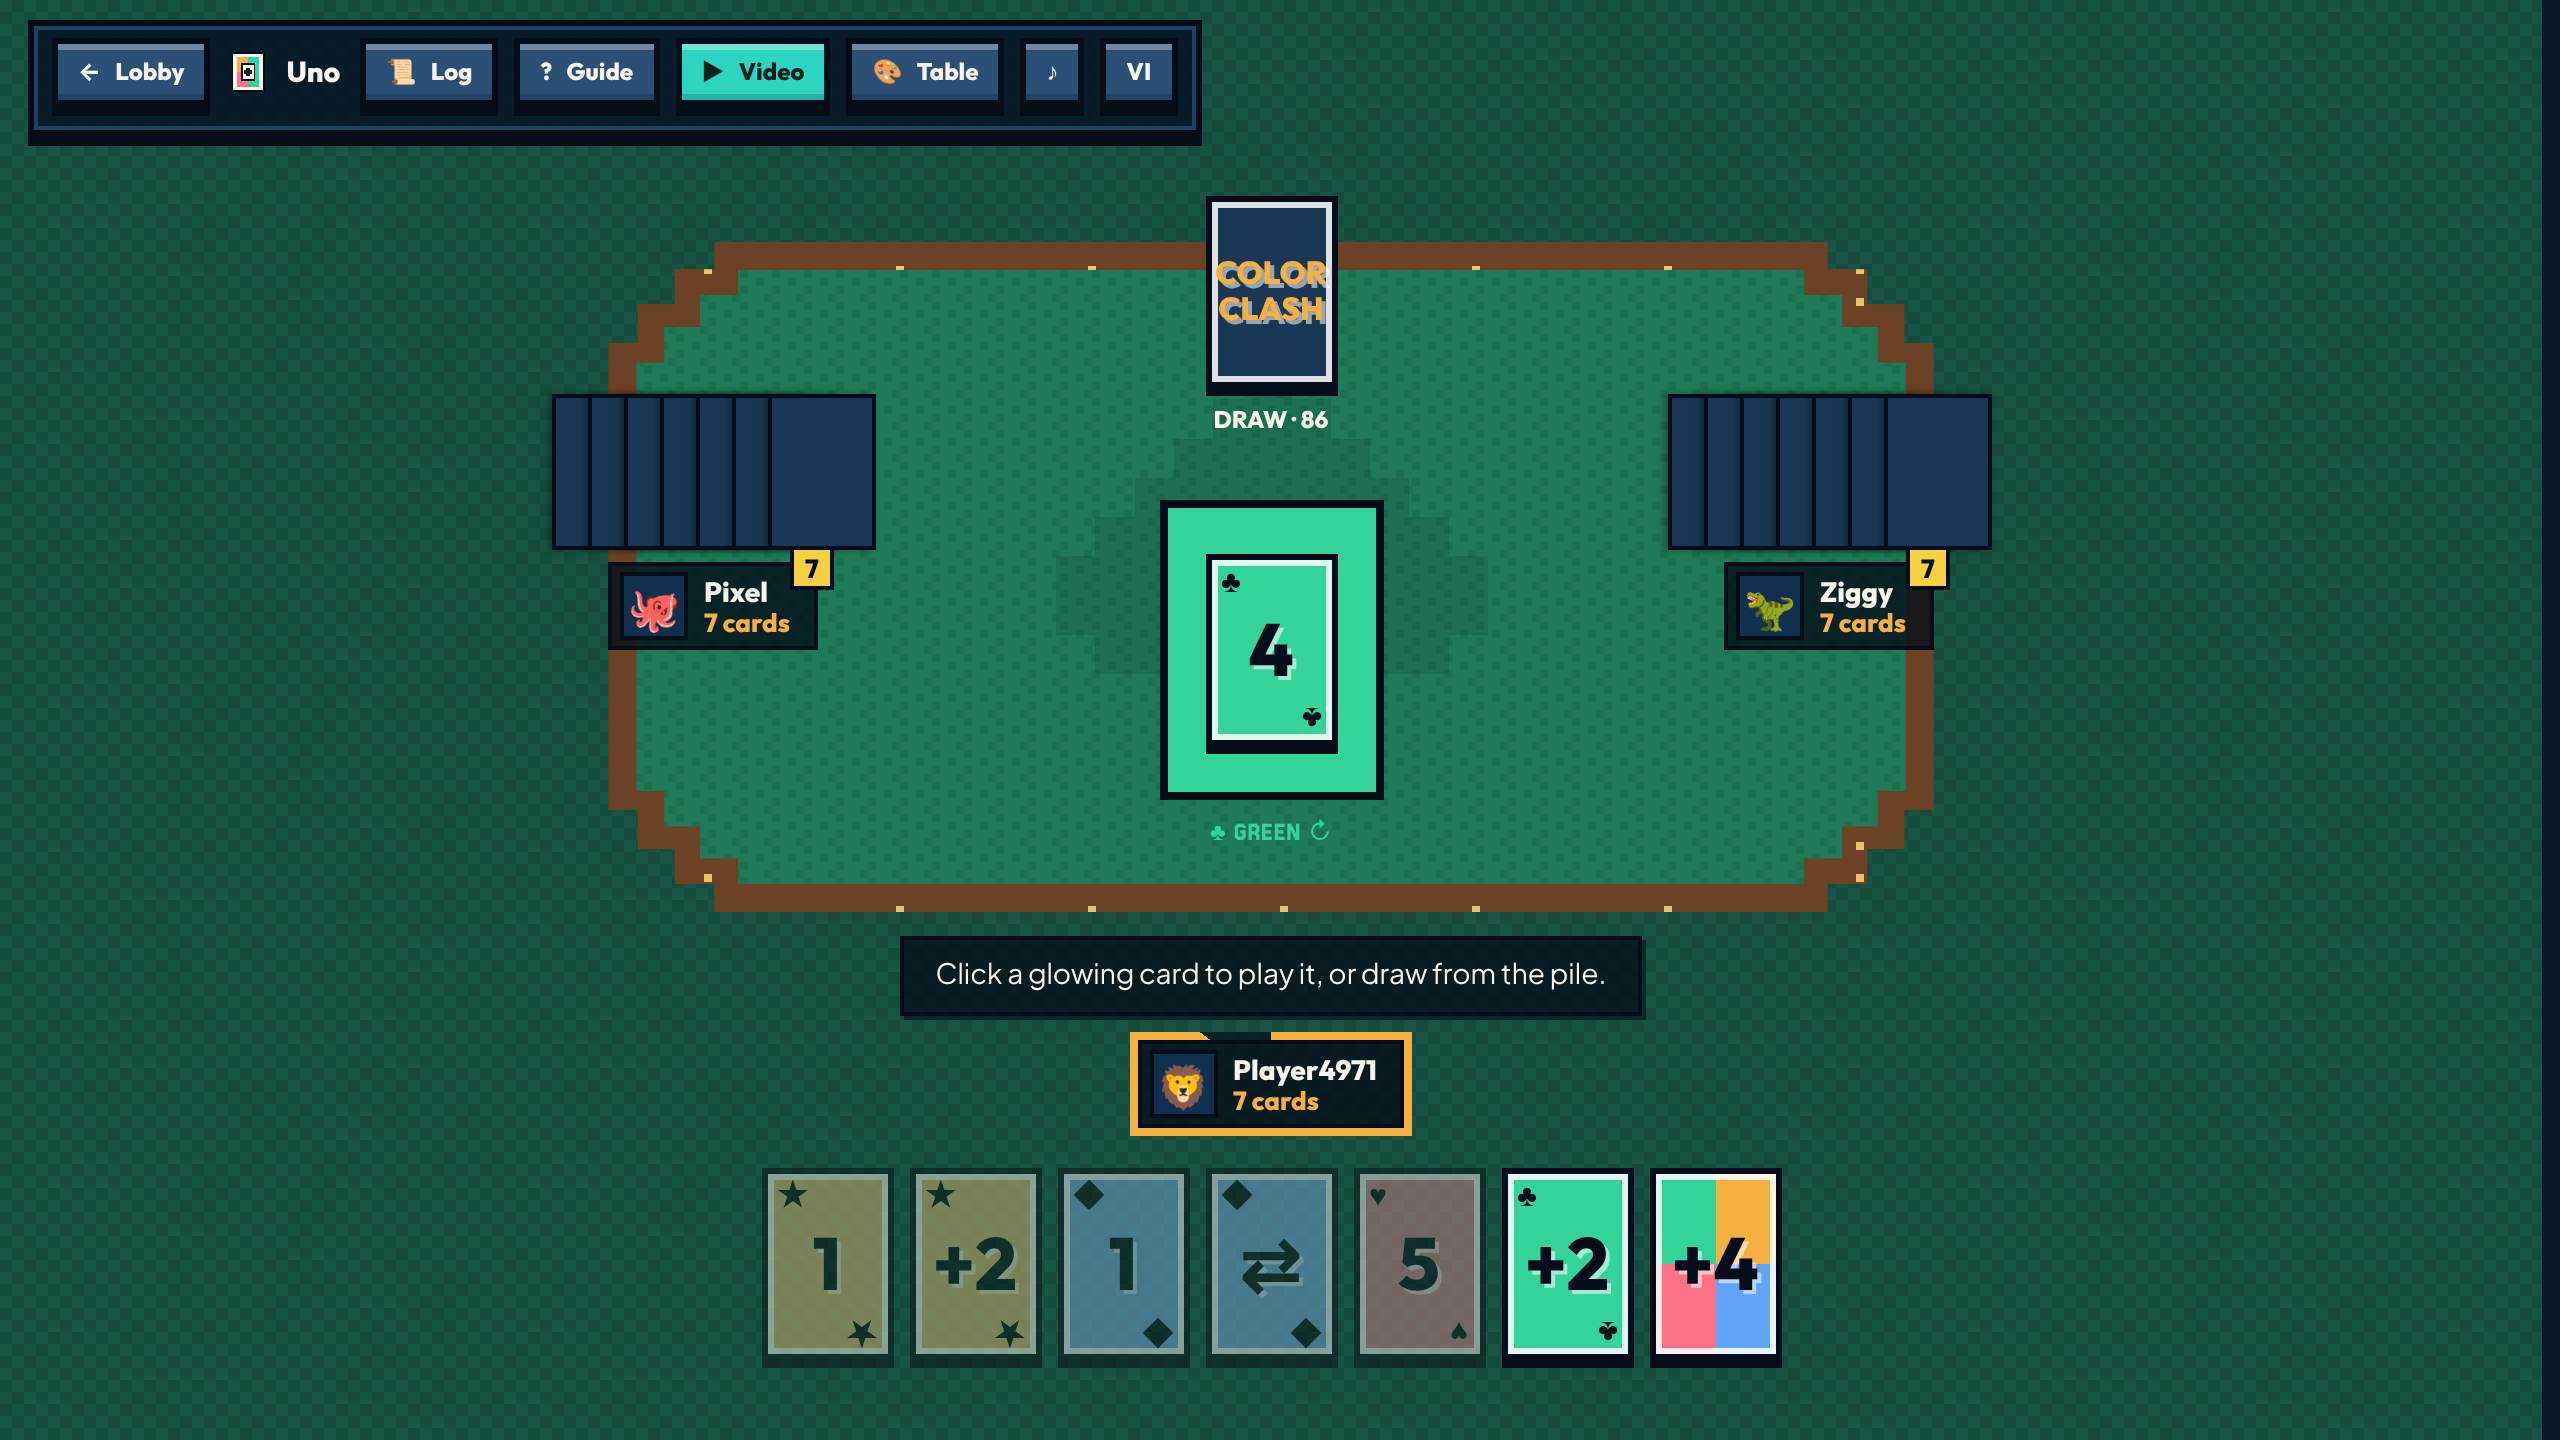 ← Lobby
Uno
Log
? Guide
▶ Video
Table
♪
VI
COLOR
CLASH
DRAW · 86
7
Pixel
7 cards
7
Ziggy
7 cards
♣
4
♣
♣ GREEN ↻
Click a glowing card to play it, or draw from the pile.
Player4971
7 cards
★ 1 ★
★ +2 ★
◆ 1 ◆
◆ ⇄ ◆
♥ 5 ♥
♣ +2 ♣
+4